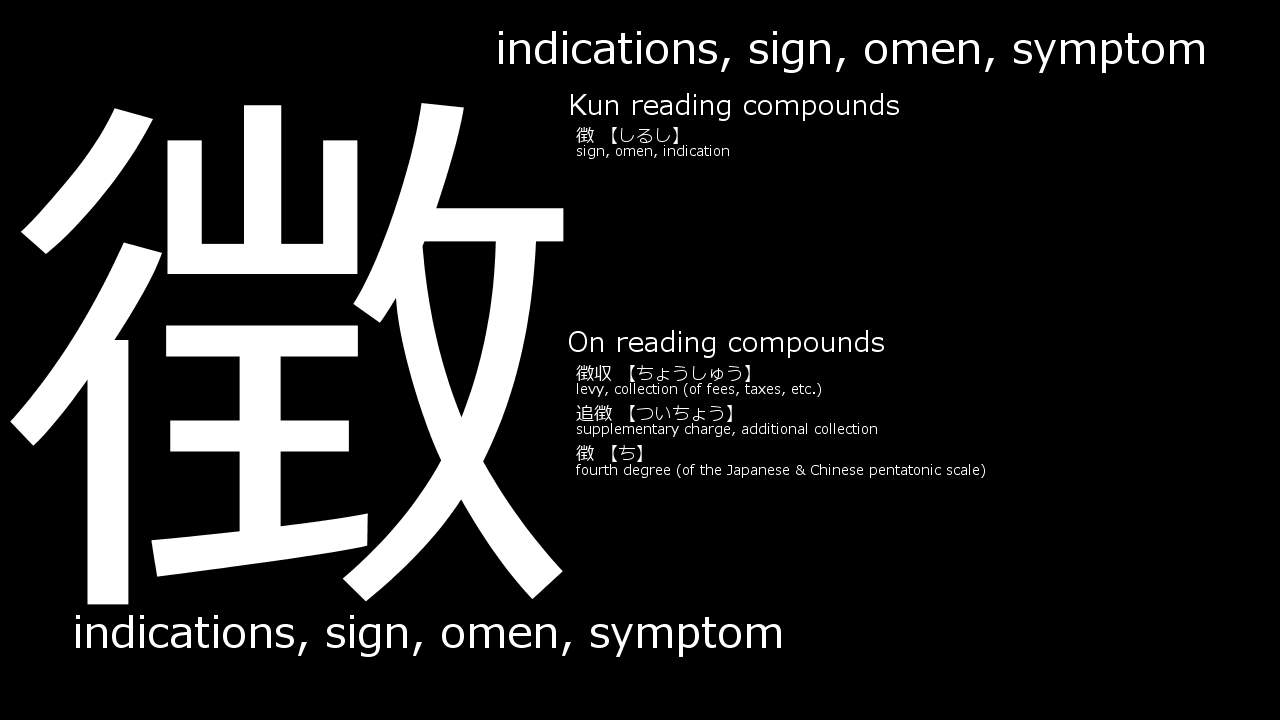 indications, sign, omen, symptom
徴
Kun reading compounds
徴 【しるし】
sign, omen, indication
On reading compounds
徴収 【ちょうしゅう】
levy, collection (of fees, taxes, etc.)
追徴 【ついちょう】
supplementary charge, additional collection
徴 【ち】
fourth degree (of the Japanese & Chinese pentatonic scale)
indications, sign, omen, symptom